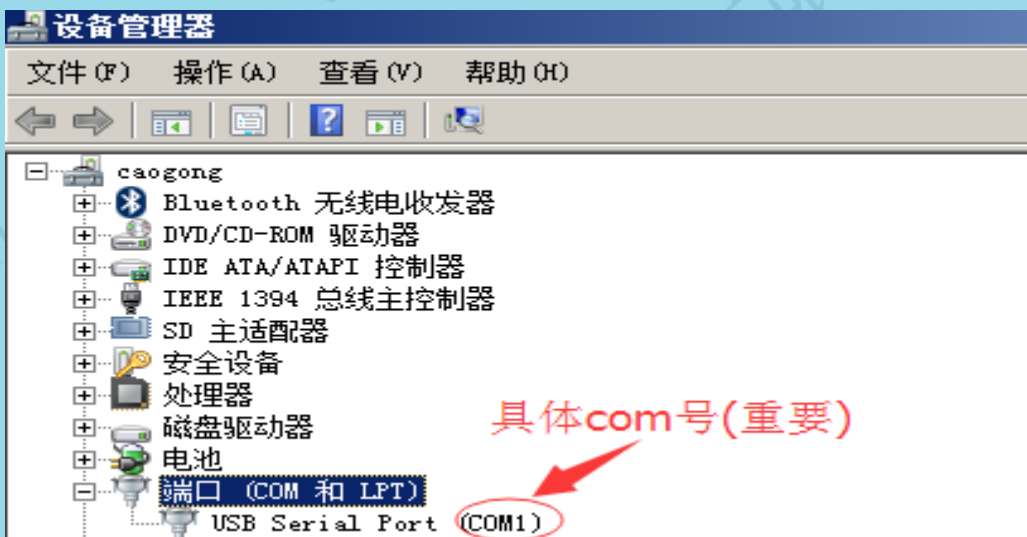 设备管理器
文件(F) 操作(A) 查看(V) 帮助(H)
caogong
Bluetooth 无线电收发器
DVD/CD-ROM 驱动器
IDE ATA/ATAPI 控制器
IEEE 1394 总线主控制器
SD 主适配器
安全设备
处理器
磁盘驱动器
具体com号(重要)
电池
端口 (COM 和 LPT)
USB Serial Port (COM1)